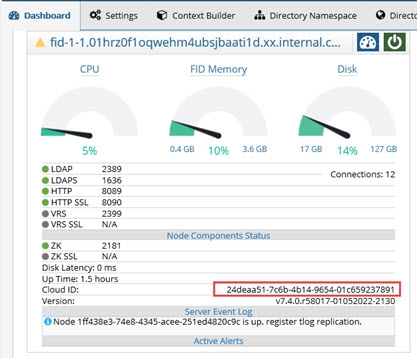 Dashboard Settings Context Builder Directory Namespace Directo
fid-1-1.01hrz0f1oqwehm4ubsjbaati1d.xx.internal.c...
CPU FID Memory Disk
5% 0.4 GB 10% 3.6 GB 17 GB 14% 127 GB
LDAP 2389 Connections: 12
LDAPS 1636
HTTP 8089
HTTP SSL 8090
VRS 2399
VRS SSL N/A
Node Components Status
ZK 2181
ZK SSL N/A
Disk Latency: 0 ms
Up Time: 1.5 hours
Cloud ID: 24deaa51-7c6b-4b14-9654-01c659237891
Version: v7.4.0.r58017-01052022-2130
Server Event Log
Node 1ff438e3-74e8-4345-acee-251ed4820c9c is up, register tlog replication.
Active Alerts